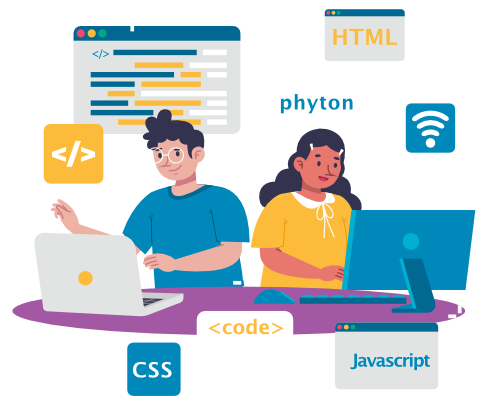 HTML
</>
phyton
</>
<code>
Javascript
CSS